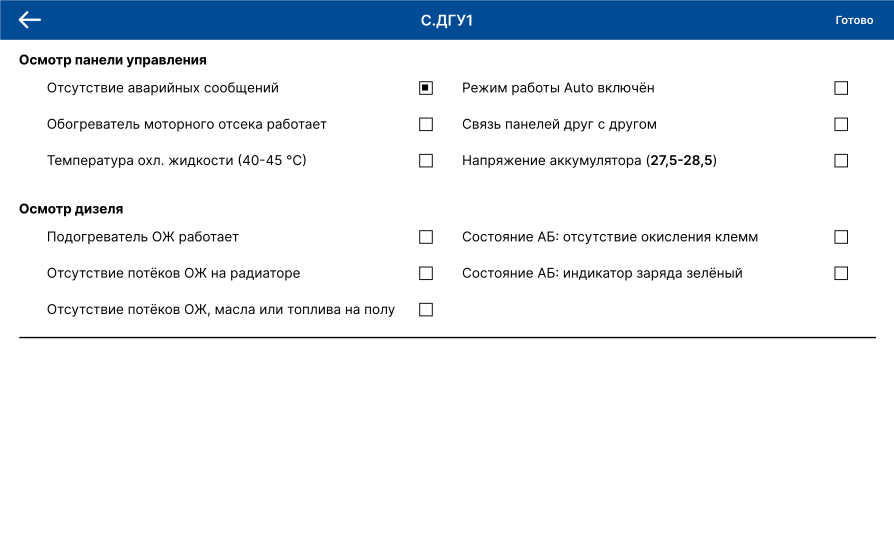 С.ДГУ1
Готово
Осмотр панели управления
Отсутствие аварийных сообщений
Режим работы Auto включён
Обогреватель моторного отсека работает
Связь панелей друг с другом
Температура охл. жидкости (40-45 °C)
Напряжение аккумулятора (27,5-28,5)
Осмотр дизеля
Подогреватель ОЖ работает
Состояние АБ: отсутствие окисления клемм
Отсутствие потёков ОЖ на радиаторе
Состояние АБ: индикатор заряда зелёный
Отсутствие потёков ОЖ, масла или топлива на полу